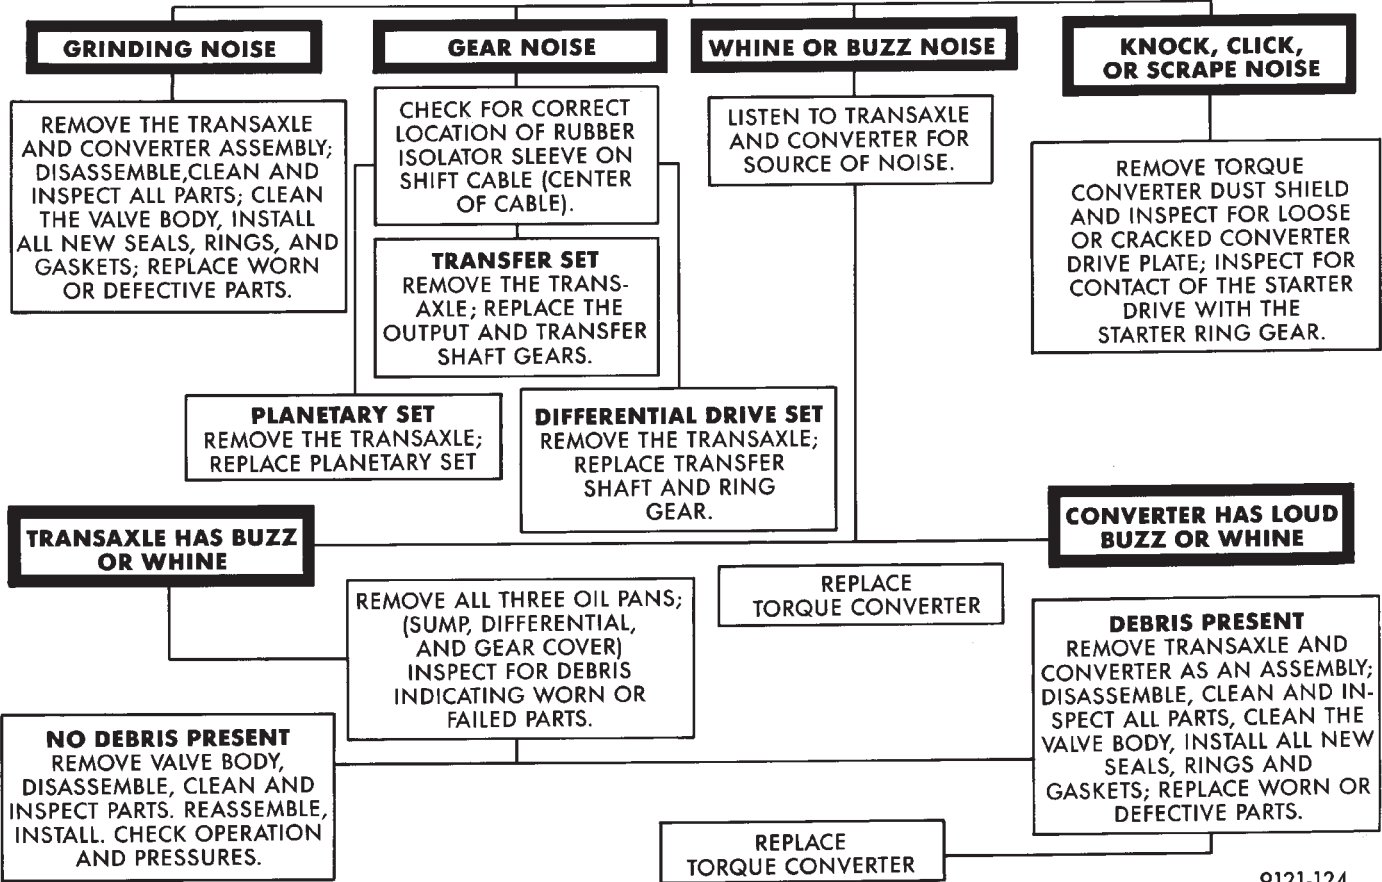 GRINDING NOISE
REMOVE THE TRANSAXLE
AND CONVERTER ASSEMBLY;
DISASSEMBLE,CLEAN AND
INSPECT ALL PARTS; CLEAN
THE VALVE BODY, INSTALL
ALL NEW SEALS, RINGS, AND
GASKETS; REPLACE WORN
OR DEFECTIVE PARTS.
GEAR NOISE
CHECK FOR CORRECT
LOCATION OF RUBBER
ISOLATOR SLEEVE ON
SHIFT CABLE (CENTER
OF CABLE).
TRANSFER SET
REMOVE THE TRANS-
AXLE; REPLACE THE
OUTPUT AND TRANSFER
SHAFT GEARS.
PLANETARY SET
REMOVE THE TRANSAXLE;
REPLACE PLANETARY SET
DIFFERENTIAL DRIVE SET
REMOVE THE TRANSAXLE;
REPLACE TRANSFER
SHAFT AND RING
GEAR.
WHINE OR BUZZ NOISE
LISTEN TO TRANSAXLE
AND CONVERTER FOR
SOURCE OF NOISE.
KNOCK, CLICK,
OR SCRAPE NOISE
REMOVE TORQUE
CONVERTER DUST SHIELD
AND INSPECT FOR LOOSE
OR CRACKED CONVERTER
DRIVE PLATE; INSPECT FOR
CONTACT OF THE STARTER
DRIVE WITH THE
STARTER RING GEAR.
TRANSAXLE HAS BUZZ
OR WHINE
CONVERTER HAS LOUD
BUZZ OR WHINE
REMOVE ALL THREE OIL PANS;
(SUMP, DIFFERENTIAL,
AND GEAR COVER)
INSPECT FOR DEBRIS
INDICATING WORN OR
FAILED PARTS.
REPLACE
TORQUE CONVERTER
NO DEBRIS PRESENT
REMOVE VALVE BODY,
DISASSEMBLE, CLEAN AND
INSPECT PARTS. REASSEMBLE,
INSTALL. CHECK OPERATION
AND PRESSURES.
DEBRIS PRESENT
REMOVE TRANSAXLE AND
CONVERTER AS AN ASSEMBLY;
DISASSEMBLE, CLEAN AND IN-
SPECT ALL PARTS, CLEAN THE
VALVE BODY, INSTALL ALL NEW
SEALS, RINGS AND
GASKETS; REPLACE WORN OR
DEFECTIVE PARTS.
REPLACE
TORQUE CONVERTER
9121-124